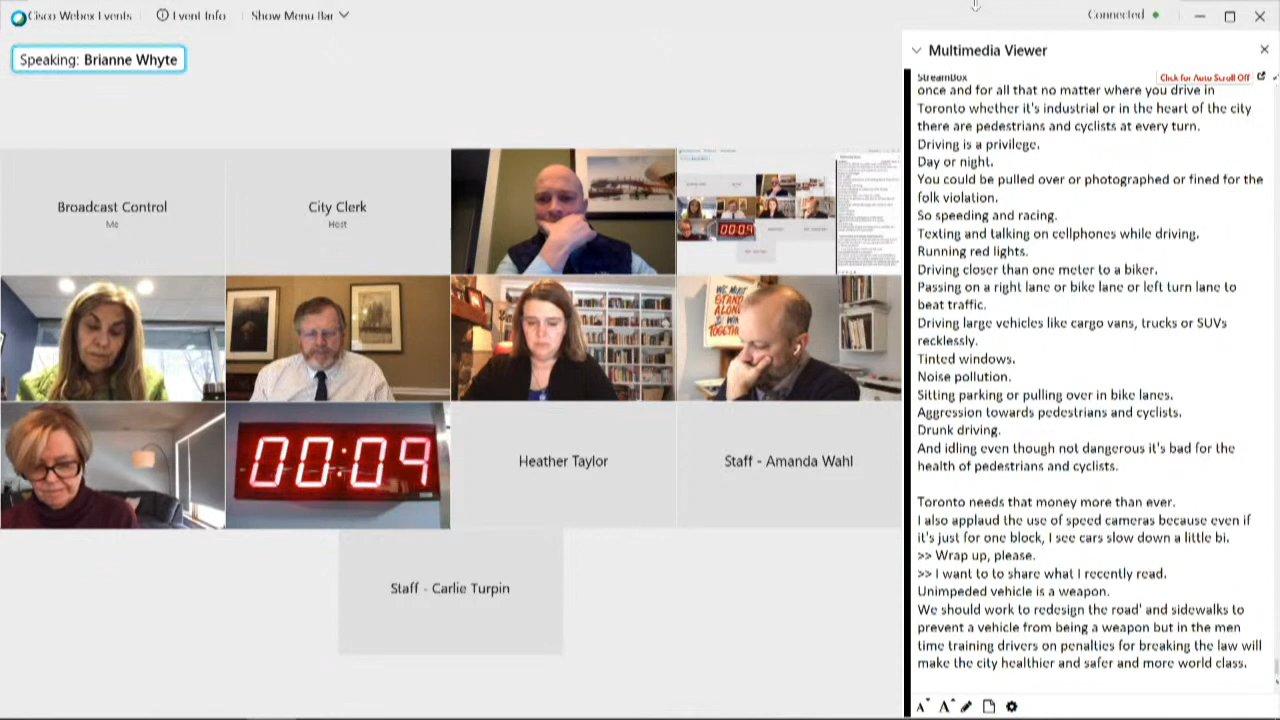 Cisco Webex Events
Event Info
Show Menu Bar
Connected
Speaking: Brianne Whyte
Multimedia Viewer
StreamBox
Click for Auto Scroll Off
once and for all that no matter where you drive in
Toronto whether it's industrial or in the heart of the city
there are pedestrians and cyclists at every turn.
Driving is a privilege.
Day or night.
You could be pulled over or photographed or fined for the
folk violation.
So speeding and racing.
Texting and talking on cellphones while driving.
Running red lights.
Driving closer than one meter to a biker.
Passing on a right lane or bike lane or left turn lane to
beat traffic.
Driving large vehicles like cargo vans, trucks or SUVs
recklessly.
Tinted windows.
Noise pollution.
Sitting parking or pulling over in bike lanes.
Aggression towards pedestrians and cyclists.
Drunk driving.
And idling even though not dangerous it's bad for the
health of pedestrians and cyclists.
Toronto needs that money more than ever.
I also applaud the use of speed cameras because even if
it's just for one block, I see cars slow down a little bi.
>> Wrap up, please.
>> I want to to share what I recently read.
Unimpeded vehicle is a weapon.
We should work to redesign the road' and sidewalks to
prevent a vehicle from being a weapon but in the men
time training drivers on penalties for breaking the law will
make the city healthier and safer and more world class.
Broadcast Com
Me
City Clerk
Host
00:04
WE MUST
STAND
ALONE
TO WIN
TOGETHER
00:09
Heather Taylor
Staff - Amanda Wahl
Staff - Carlie Turpin